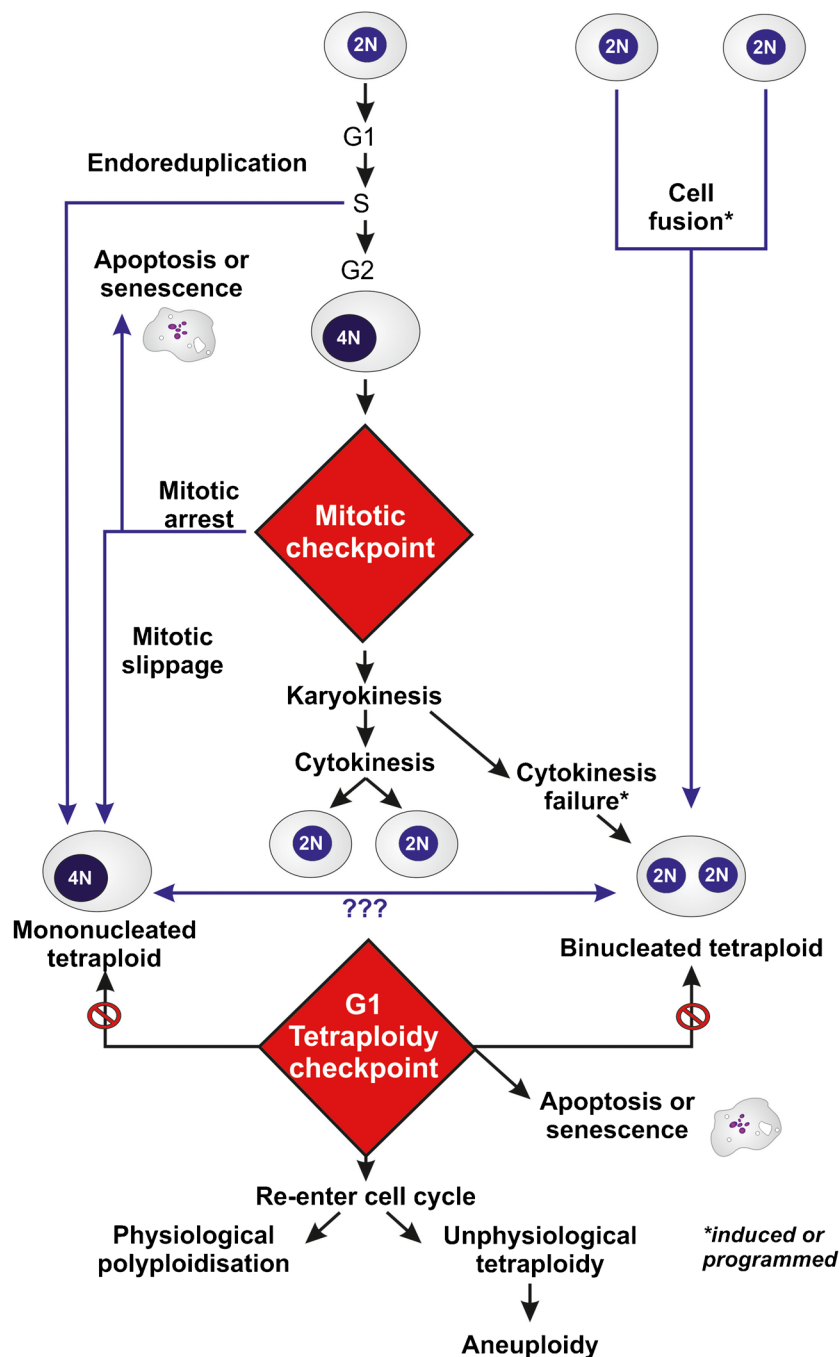 2N
2N
2N
G1
Endoreduplication
S
Cell
fusion*
Apoptosis or
senescence
G2
4N
Mitotic
arrest
Mitotic
checkpoint
Mitotic
slippage
Karyokinesis
Cytokinesis
Cytokinesis
failure*
2N
2N
4N
2N
2N
???
Mononucleated
tetraploid
Binucleated tetraploid
G1
Tetraploidy
checkpoint
Apoptosis or
senescence
Re-enter cell cycle
Physiological
polyploidisation
Unphysiological
tetraploidy
*induced or
programmed
Aneuploidy